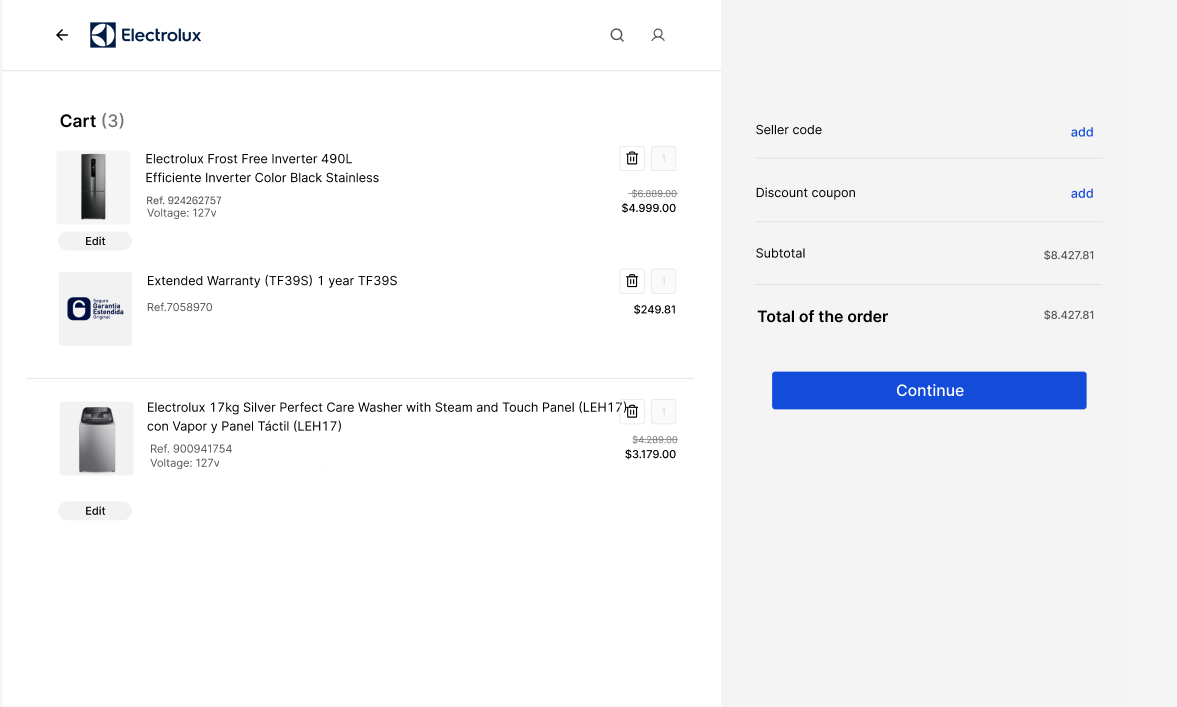 Electrolux
Cart (3)
Electrolux Frost Free Inverter 490L
Efficiente Inverter Color Black Stainless
Ref. 924262757
Voltage: 127v
1
$6.889.00
$4.999.00
Edit
Extended Warranty (TF39S) 1 year TF39S
Ref.7058970
Seguro
Garantia
Estendida
Original
1
$249.81
Electrolux 17kg Silver Perfect Care Washer with Steam and Touch Panel (LEH17)
con Vapor y Panel Táctil (LEH17)
Ref. 900941754
Voltage: 127v
1
$4.289.00
$3.179.00
Edit
Seller code
add
Discount coupon
add
Subtotal
$8.427.81
Total of the order
$8.427.81
Continue